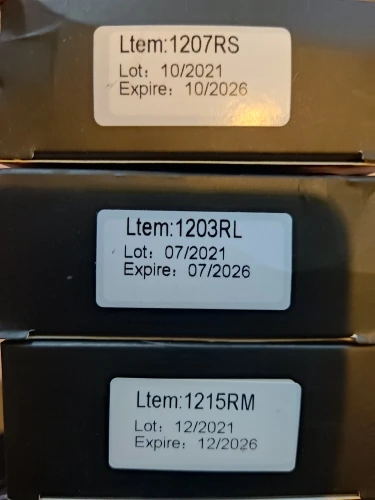 Ltem:1207RS
Lot: 10/2021
Expire: 10/2026
Ltem:1203RL
Lot: 07/2021
Expire: 07/2026
Ltem:1215RM
Lot: 12/2021
Expire: 12/2026